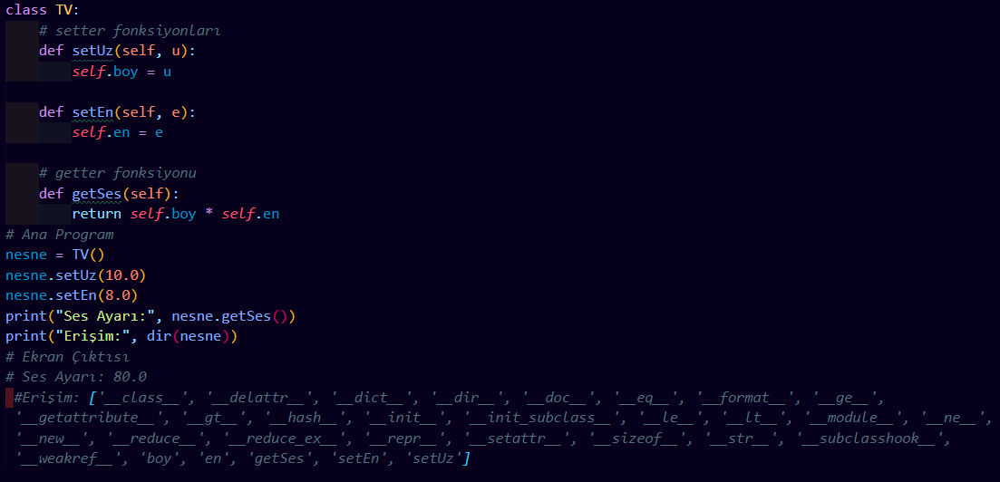 class TV:
    # setter fonksiyonları
    def setUz(self, u):
        self.boy = u

    def setEn(self, e):
        self.en = e

    # getter fonksiyonu
    def getSes(self):
        return self.boy * self.en
# Ana Program
nesne = TV()
nesne.setUz(10.0)
nesne.setEn(8.0)
print("Ses Ayarı:", nesne.getSes())
print("Erişim:", dir(nesne))
# Ekran Çıktısı
# Ses Ayarı: 80.0
 #Erişim: ['__class__', '__delattr__', '__dict__', '__dir__', '__doc__', '__eq__', '__format__', '__ge__',
 '__getattribute__', '__gt__', '__hash__', '__init__', '__init_subclass__', '__le__', '__lt__', '__module__', '__ne__',
 '__new__', '__reduce__', '__reduce_ex__', '__repr__', '__setattr__', '__sizeof__', '__str__', '__subclasshook__',
 '__weakref__', 'boy', 'en', 'getSes', 'setEn', 'setUz']